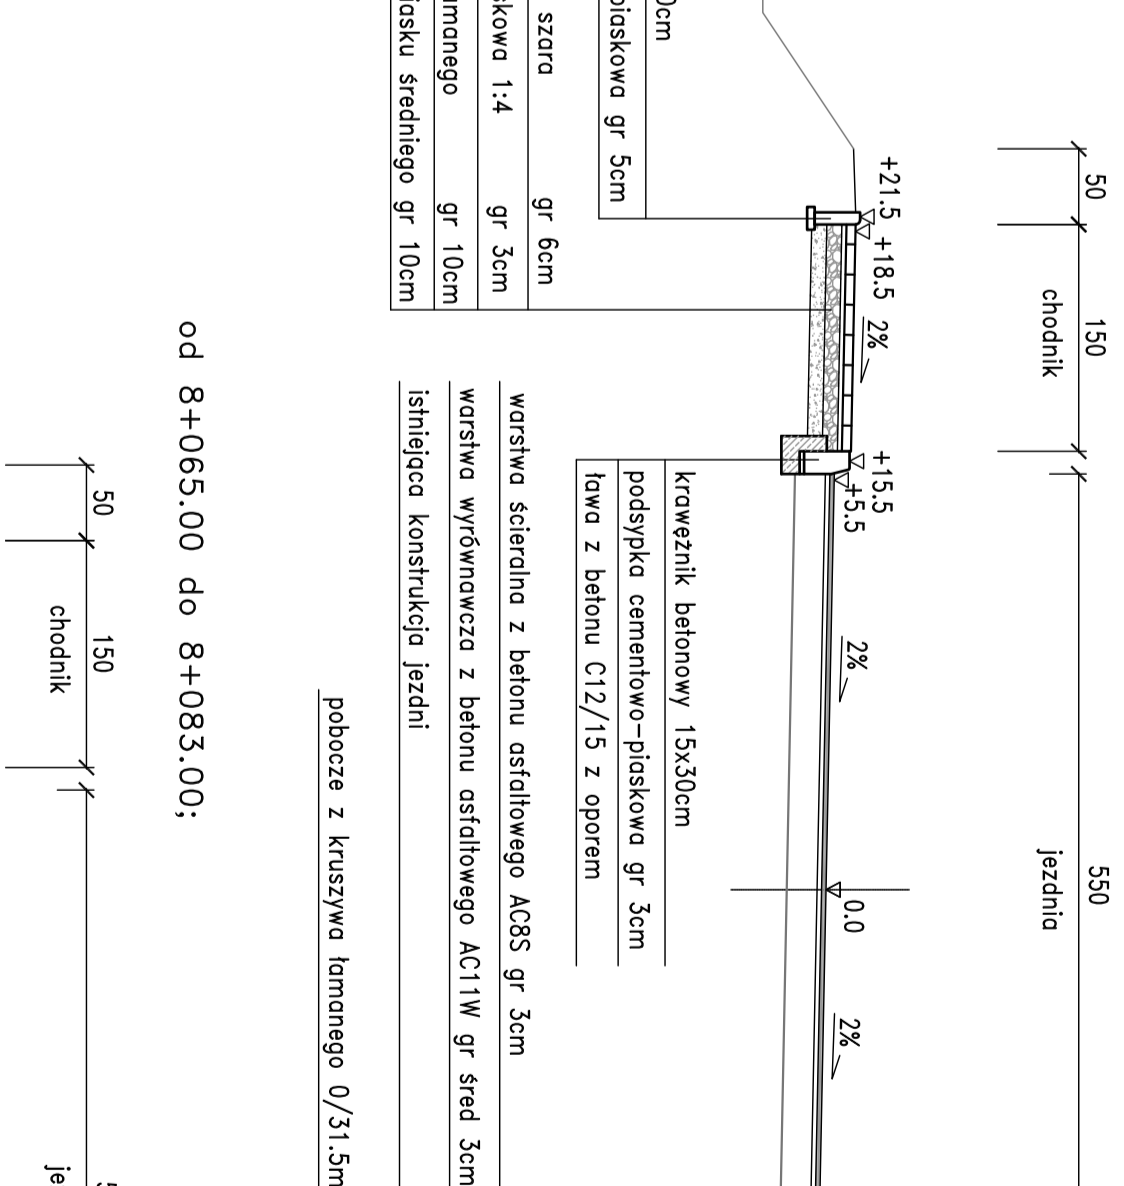 50
150
550
chodnik
jezdnia
+21.5
+18.5
2%
+15.5
+5.5
2%
0.0
2%
0cm
piaskowa gr 5cm
szara gr 6cm
skowa 1:4 gr 3cm
amanego gr 10cm
iasku średniego gr 10cm
krawężnik betonowy 15x30cm
podsypka cementowo-piaskowa gr 3cm
ława z betonu C12/15 z oporem
warstwa ścieralna z betonu asfaltowego AC8S gr 3cm
warstwa wyrównawcza z betonu asfaltowego AC11W gr śred 3cm
istniejąca konstrukcja jezdni
pobocze z kruszywa łamanego 0/31.5m
od 8+065.00 do 8+083.00;
50
150
chodnik
je